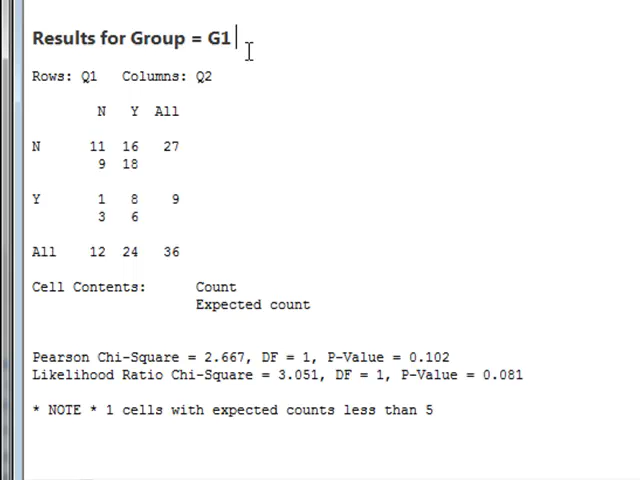 Results for Group = G1
Rows: Q1   Columns: Q2
N   Y   All
N   11   16   27
9   18
Y   1   8   9
3   6
All   12   24   36
Cell Contents:   Count
Expected count
Pearson Chi-Square = 2.667, DF = 1, P-Value = 0.102
Likelihood Ratio Chi-Square = 3.051, DF = 1, P-Value = 0.081
* NOTE * 1 cells with expected counts less than 5